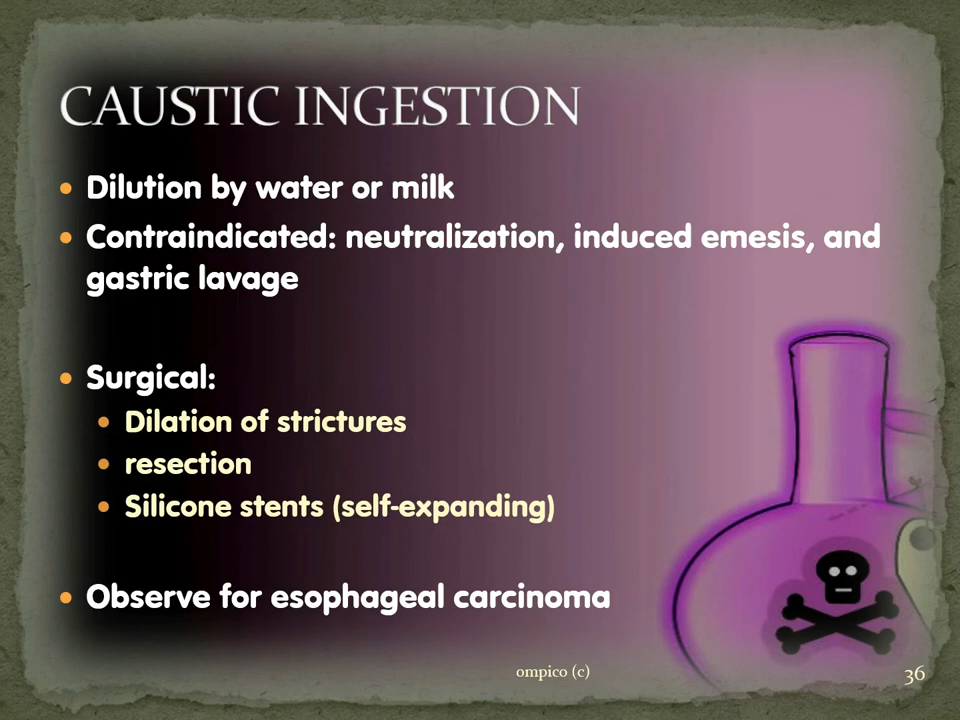 CAUSTIC INGESTION
• Dilution by water or milk
• Contraindicated: neutralization, induced emesis, and
gastric lavage
• Surgical:
• Dilation of strictures
• resection
• Silicone stents (self-expanding)
• Observe for esophageal carcinoma
ompico (c)
36